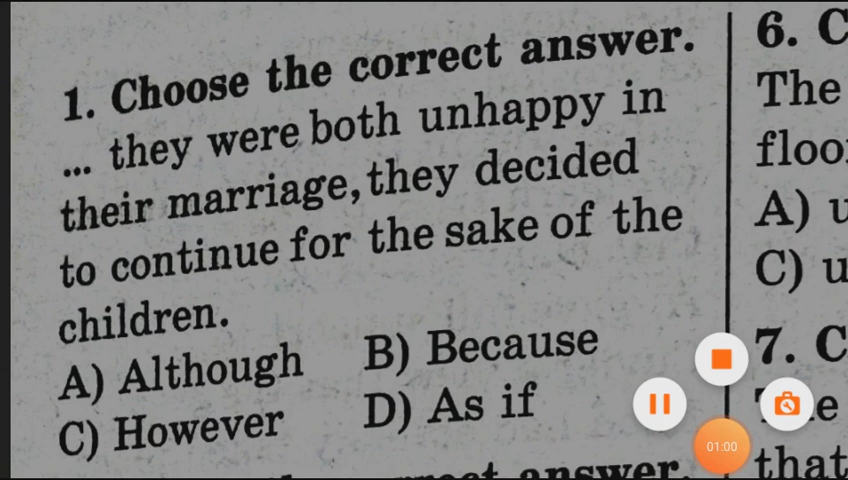 1. Choose the correct answer.
... they were both unhappy in
their marriage, they decided
to continue for the sake of the
children.
A) Although B) Because
C) However D) As if
answer.
6. C
The
A) u
C) u
7. C
that
01:00